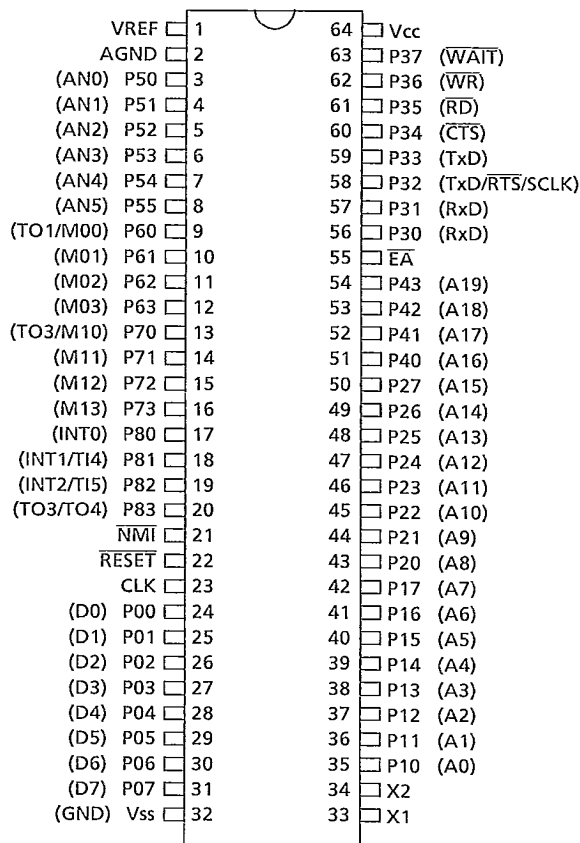 VREF 1 64 Vcc
AGND 2 63 P37 (W̅A̅I̅T̅)
(AN0) P50 3 62 P36 (W̅R̅)
(AN1) P51 4 61 P35 (R̅D̅)
(AN2) P52 5 60 P34 (C̅T̅S̅)
(AN3) P53 6 59 P33 (TxD)
(AN4) P54 7 58 P32 (TxD/R̅T̅S̅/SCLK)
(AN5) P55 8 57 P31 (RxD)
(TO1/M00) P60 9 56 P30 (RxD)
(M01) P61 10 55 E̅A̅
(M02) P62 11 54 P43 (A19)
(M03) P63 12 53 P42 (A18)
(TO3/M10) P70 13 52 P41 (A17)
(M11) P71 14 51 P40 (A16)
(M12) P72 15 50 P27 (A15)
(M13) P73 16 49 P26 (A14)
(INT0) P80 17 48 P25 (A13)
(INT1/TI4) P81 18 47 P24 (A12)
(INT2/TI5) P82 19 46 P23 (A11)
(TO3/TO4) P83 20 45 P22 (A10)
N̅M̅I̅ 21 44 P21 (A9)
R̅E̅S̅E̅T̅ 22 43 P20 (A8)
CLK 23 42 P17 (A7)
(D0) P00 24 41 P16 (A6)
(D1) P01 25 40 P15 (A5)
(D2) P02 26 39 P14 (A4)
(D3) P03 27 38 P13 (A3)
(D4) P04 28 37 P12 (A2)
(D5) P05 29 36 P11 (A1)
(D6) P06 30 35 P10 (A0)
(D7) P07 31 34 X2
(GND) Vss 32 33 X1